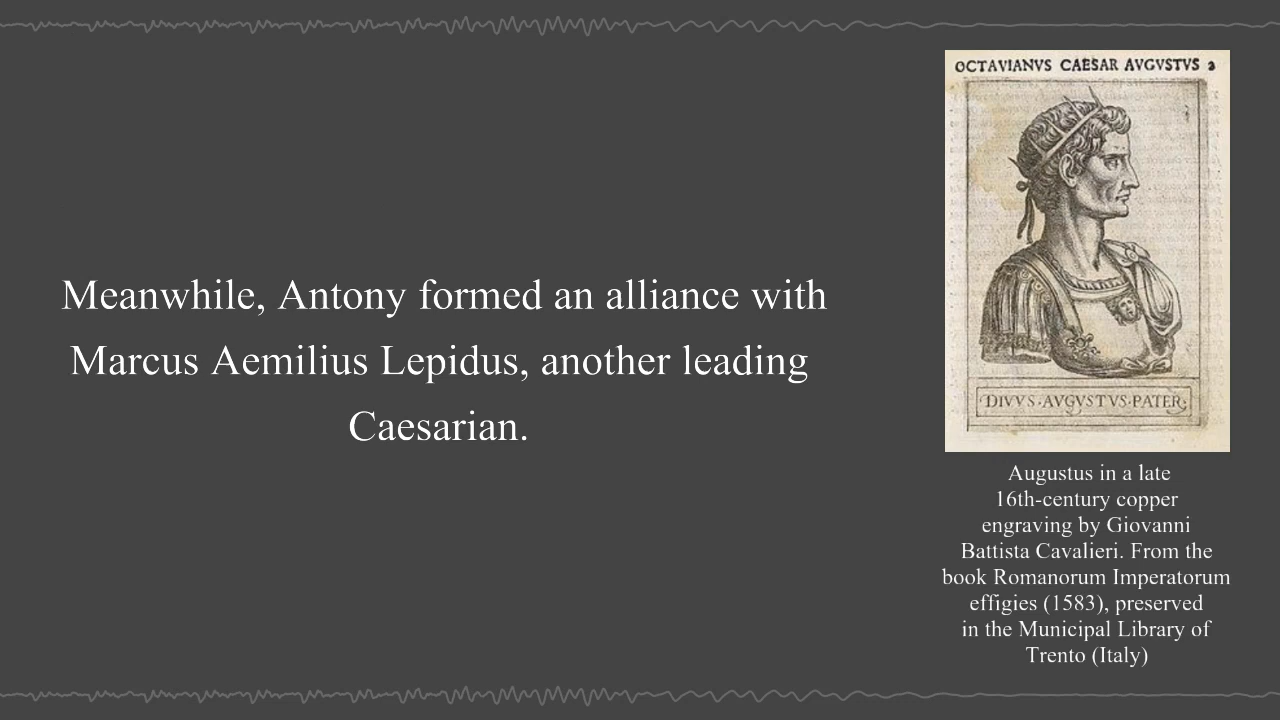 Meanwhile, Antony formed an alliance with
Marcus Aemilius Lepidus, another leading
Caesarian.
OCTAVIANVS CAESAR AVGVSTVS 2
DIVVS·AVGVSTVS·PATER·
Augustus in a late
16th-century copper
engraving by Giovanni
Battista Cavalieri. From the
book Romanorum Imperatorum
effigies (1583), preserved
in the Municipal Library of
Trento (Italy)